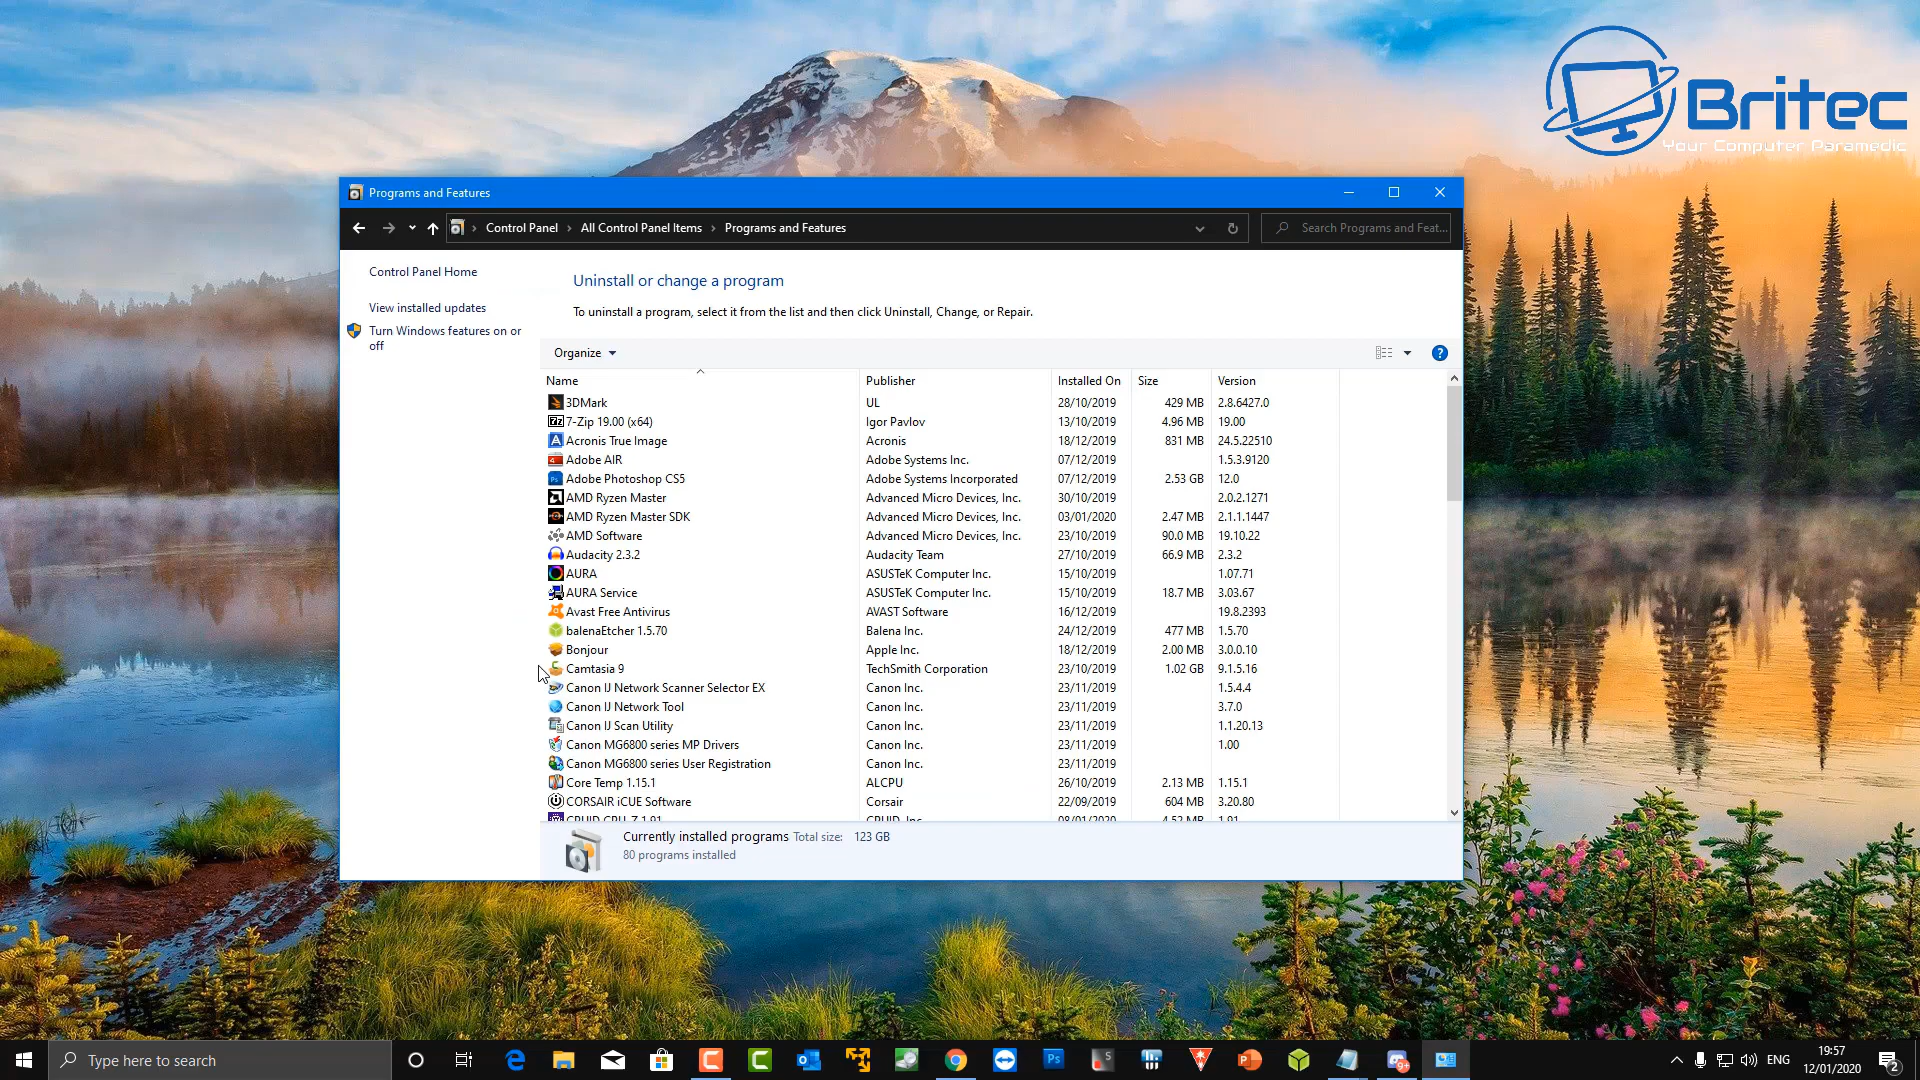 Britec
Your Computer Paramedic
Programs and Features
Control Panel > All Control Panel Items > Programs and Features
Search Programs and Feat...
Control Panel Home
View installed updates
Turn Windows features on or
off
Uninstall or change a program
To uninstall a program, select it from the list and then click Uninstall, Change, or Repair.
Organize
Name Publisher Installed On Size Version
3DMark UL 28/10/2019 429 MB 2.8.6427.0
7-Zip 19.00 (x64) Igor Pavlov 13/10/2019 4.96 MB 19.00
Acronis True Image Acronis 18/12/2019 831 MB 24.5.22510
Adobe AIR Adobe Systems Inc. 07/12/2019 1.5.3.9120
Adobe Photoshop CS5 Adobe Systems Incorporated 07/12/2019 2.53 GB 12.0
AMD Ryzen Master Advanced Micro Devices, Inc. 30/10/2019 2.0.2.1271
AMD Ryzen Master SDK Advanced Micro Devices, Inc. 03/01/2020 2.47 MB 2.1.1.1447
AMD Software Advanced Micro Devices, Inc. 23/10/2019 90.0 MB 19.10.22
Audacity 2.3.2 Audacity Team 27/10/2019 66.9 MB 2.3.2
AURA ASUSTeK Computer Inc. 15/10/2019 1.07.71
AURA Service ASUSTeK Computer Inc. 15/10/2019 18.7 MB 3.03.67
Avast Free Antivirus AVAST Software 16/12/2019 19.8.2393
balenaEtcher 1.5.70 Balena Inc. 24/12/2019 477 MB 1.5.70
Bonjour Apple Inc. 18/12/2019 2.00 MB 3.0.0.10
Camtasia 9 TechSmith Corporation 23/10/2019 1.02 GB 9.1.5.16
Canon IJ Network Scanner Selector EX Canon Inc. 23/11/2019 1.5.4.4
Canon IJ Network Tool Canon Inc. 23/11/2019 3.7.0
Canon IJ Scan Utility Canon Inc. 23/11/2019 1.1.20.13
Canon MG6800 series MP Drivers Canon Inc. 23/11/2019 1.00
Canon MG6800 series User Registration Canon Inc. 23/11/2019
Core Temp 1.15.1 ALCPU 26/10/2019 2.13 MB 1.15.1
CORSAIR iCUE Software Corsair 22/09/2019 604 MB 3.20.80
CPUID CPU-Z 1.91 CPUID, Inc. 08/01/2020 4.52 MB 1.91
Currently installed programs Total size: 123 GB
80 programs installed
Type here to search
ENG
19:57
12/01/2020
2